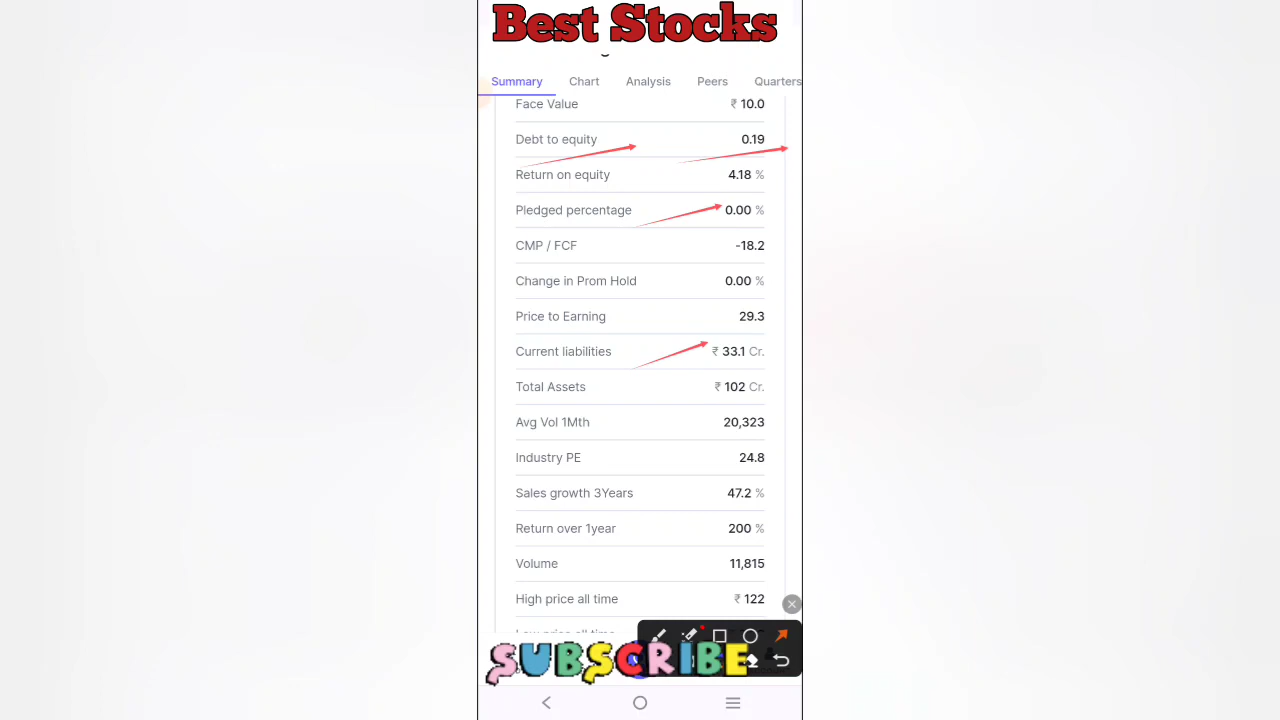 Best Stocks
Summary Chart Analysis Peers Quarters
Face Value ₹ 10.0
Debt to equity 0.19
Return on equity 4.18 %
Pledged percentage 0.00 %
CMP / FCF -18.2
Change in Prom Hold 0.00 %
Price to Earning 29.3
Current liabilities ₹ 33.1 Cr.
Total Assets ₹ 102 Cr.
Avg Vol 1Mth 20,323
Industry PE 24.8
Sales growth 3Years 47.2 %
Return over 1year 200 %
Volume 11,815
High price all time ₹ 122
Low price all time
SUBSCRIBE